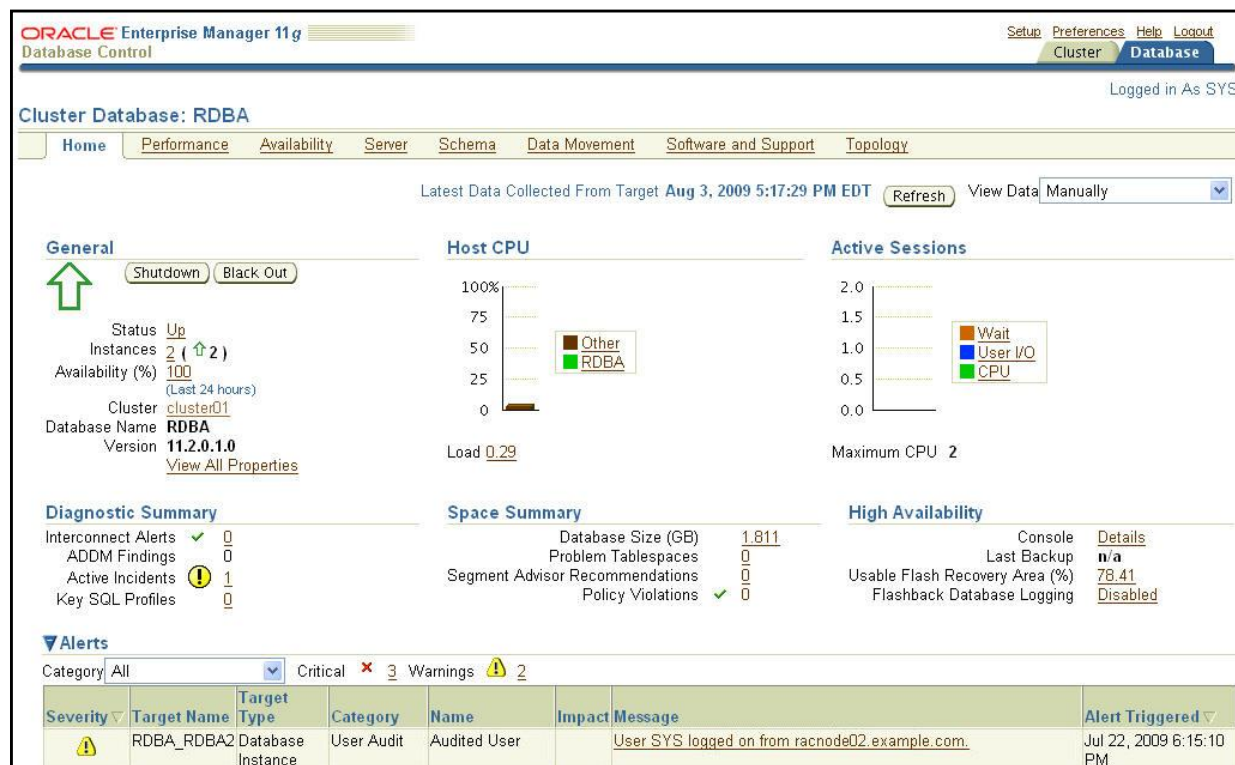 ORACLE Enterprise Manager 11g
Setup Preferences Help Logout
Database Control
Cluster Database
Logged in As SYS
Cluster Database: RDBA
Home Performance Availability Server Schema Data Movement Software and Support Topology
Latest Data Collected From Target Aug 3, 2009 5:17:29 PM EDT Refresh View Data Manually
General
Shutdown Black Out
Status Up
Instances 2 ( 2 )
Availability (%) 100
(Last 24 hours)
Cluster cluster01
Database Name RDBA
Version 11.2.0.1.0
View All Properties
Host CPU
100%
75
50
25
0
Other
RDBA
Load 0.29
Active Sessions
2.0
1.5
1.0
0.5
0.0
Wait
User I/O
CPU
Maximum CPU 2
Diagnostic Summary
Interconnect Alerts 0
ADDM Findings 0
Active Incidents 1
Key SQL Profiles 0
Space Summary
Database Size (GB) 1.811
Problem Tablespaces 0
Segment Advisor Recommendations 0
Policy Violations 0
High Availability
Console Details
Last Backup n/a
Usable Flash Recovery Area (%) 78.41
Flashback Database Logging Disabled
Alerts
Category All Critical 3 Warnings 2
Severity Target Name Target Type Category Name Impact Message Alert Triggered
RDBA_RDBA2 Database Instance User Audit Audited User User SYS logged on from racnode02.example.com. Jul 22, 2009 6:15:10 PM